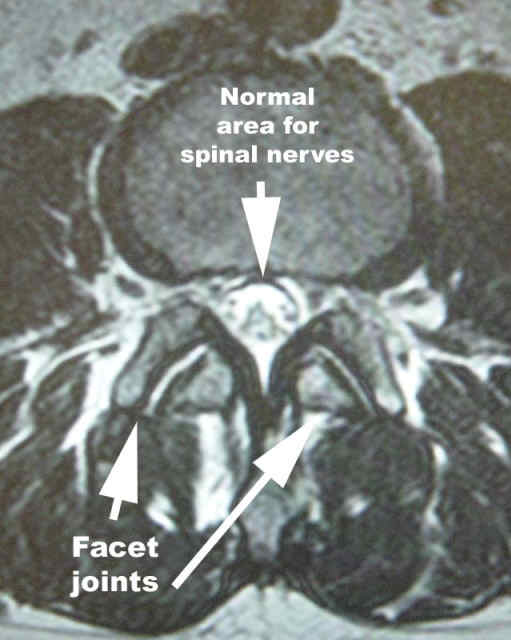 Normal
area for
spinal nerves
Facet
joints